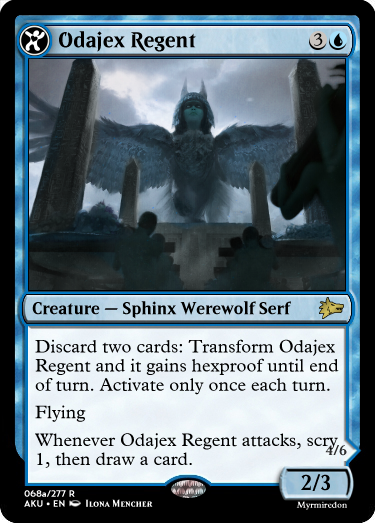 Odajex Regent 3
Creature — Sphinx Werewolf Serf
Discard two cards: Transform Odajex
Regent and it gains hexproof until end
of turn. Activate only once each turn.
Flying
Whenever Odajex Regent attacks, scry
1, then draw a card.
4/6
2/3
068a/277 R
AKU • EN Ilona Mencher
Myrmiredon